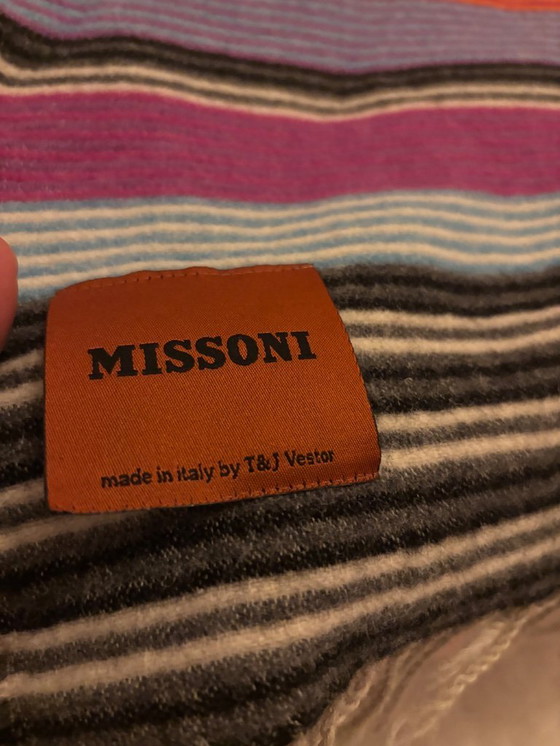 MISSONI
made in italy by T&J Vestor